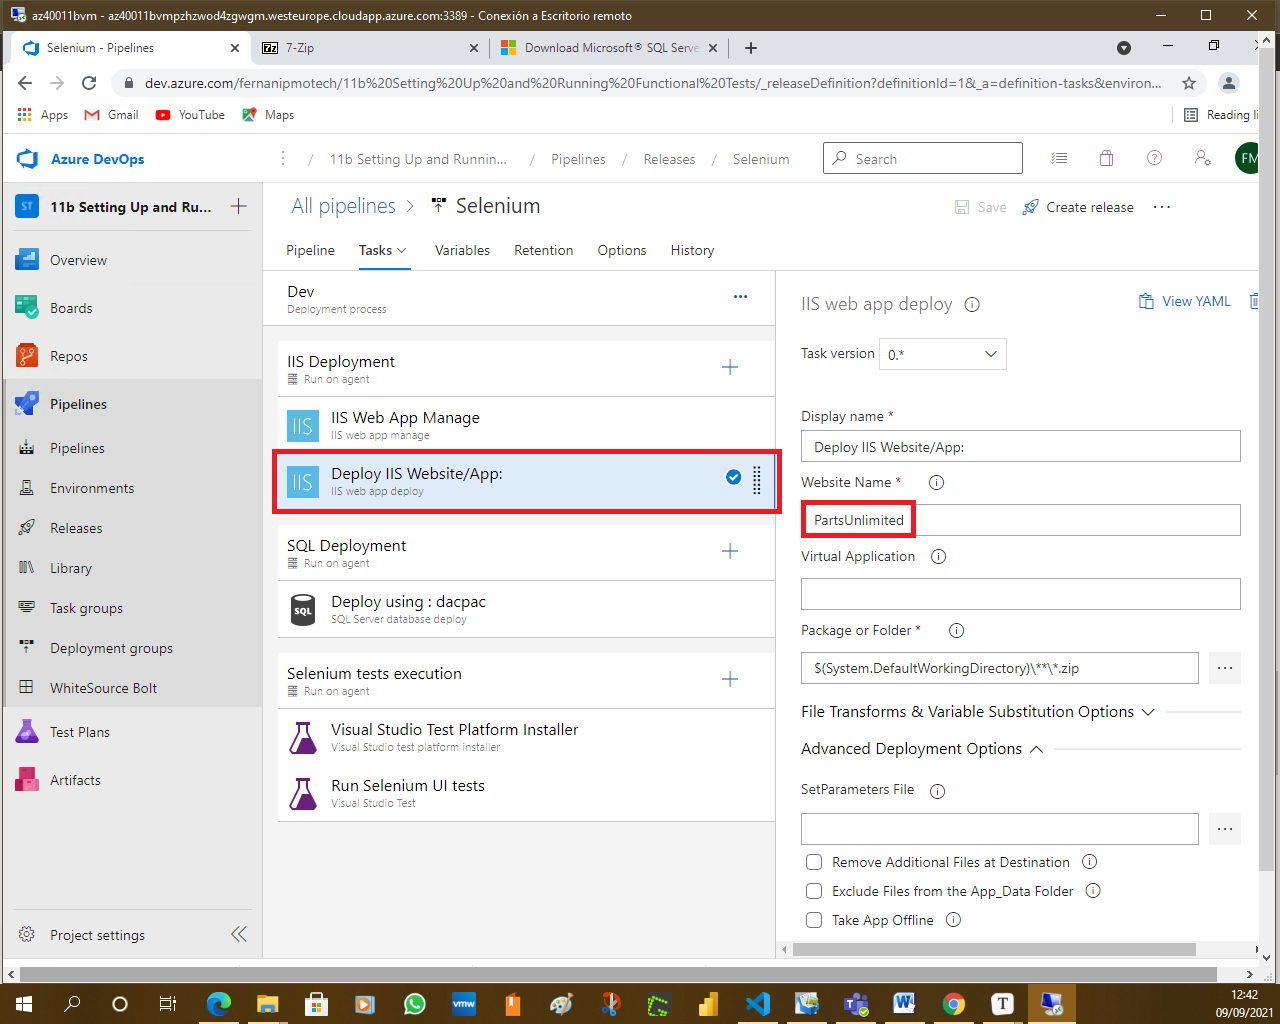 az40011bvm - az40011bvmpzhzwod4zgwgm.westeurope.cloudapp.azure.com:3389 - Conexión a Escritorio remoto
Selenium - Pipelines
7-Zip
Download Microsoft® SQL Serve
dev.azure.com/fernanipmotech/11b%20Setting%20Up%20and%20Running%20Functional%20Tests/_releaseDefinition?definitionId=1&_a=definition-tasks&environ...
Apps
Gmail
YouTube
Maps
Reading li
Azure DevOps
/ 11b Setting Up and Runnin... / Pipelines / Releases / Selenium
Search
FM
ST
11b Setting Up and Ru...
Overview
Boards
Repos
Pipelines
Pipelines
Environments
Releases
Library
Task groups
Deployment groups
WhiteSource Bolt
Test Plans
Artifacts
Project settings
All pipelines > Selenium
Save
Create release
Pipeline
Tasks
Variables
Retention
Options
History
Dev
Deployment process
IIS Deployment
Run on agent
IIS
IIS Web App Manage
IIS web app manage
IIS
Deploy IIS Website/App:
IIS web app deploy
SQL Deployment
Run on agent
SQL
Deploy using : dacpac
SQL Server database deploy
Selenium tests execution
Run on agent
Visual Studio Test Platform Installer
Visual Studio test platform installer
Run Selenium UI tests
Visual Studio Test
IIS web app deploy
View YAML
Task version
0.*
Display name *
Deploy IIS Website/App:
Website Name *
PartsUnlimited
Virtual Application
Package or Folder *
$(System.DefaultWorkingDirectory)\**\*.zip
File Transforms & Variable Substitution Options
Advanced Deployment Options
SetParameters File
Remove Additional Files at Destination
Exclude Files from the App_Data Folder
Take App Offline
vmw
W
T
12:42
09/09/2021